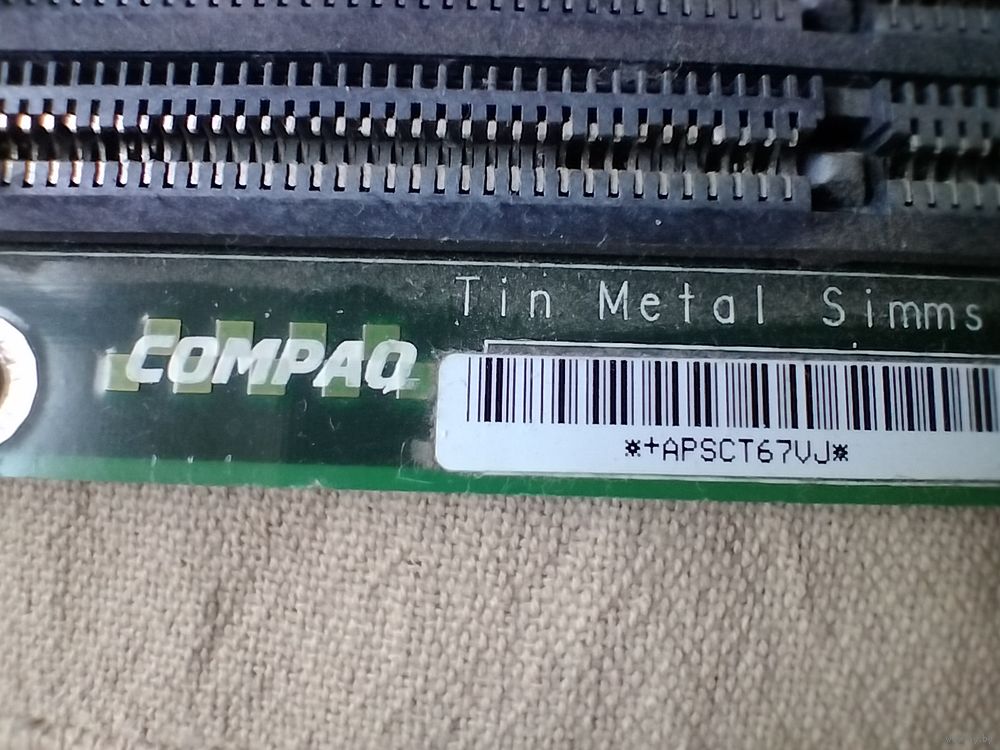 Tin Metal Simms
COMPAQ
*+APSCT67VJ*